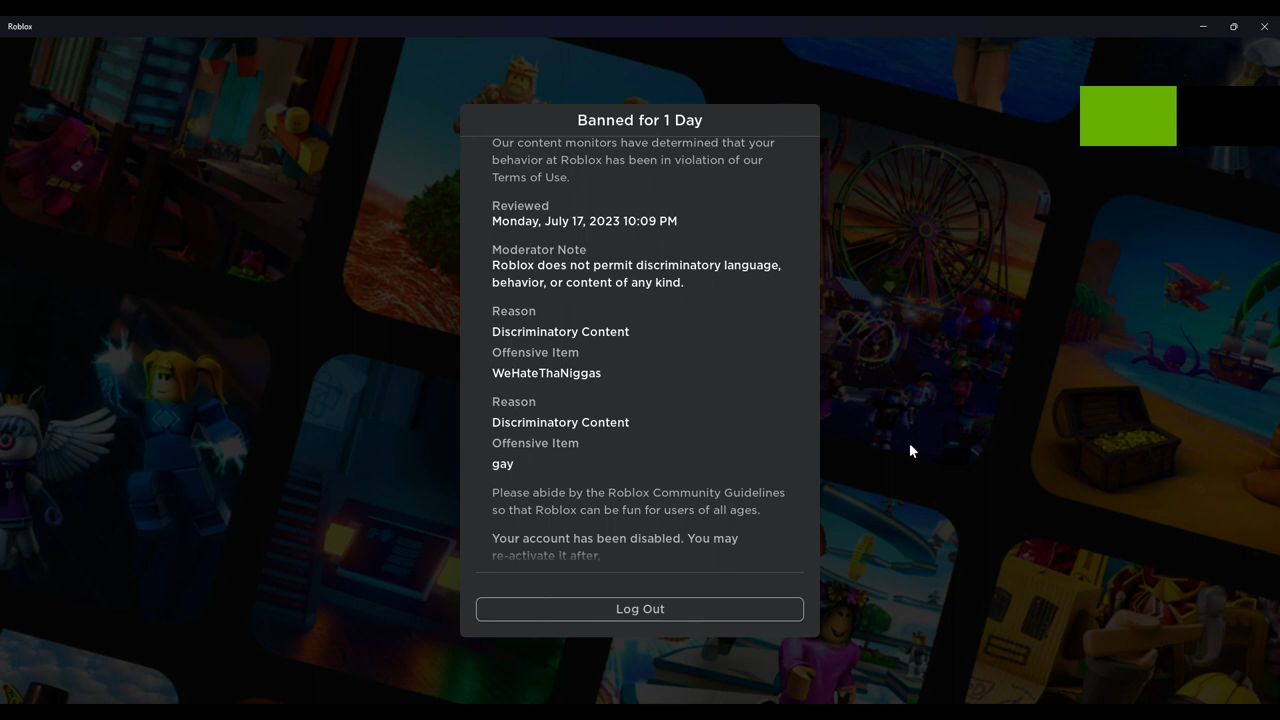 Roblox
Banned for 1 Day
Our content monitors have determined that your
behavior at Roblox has been in violation of our
Terms of Use.
Reviewed
Monday, July 17, 2023 10:09 PM
Moderator Note
Roblox does not permit discriminatory language,
behavior, or content of any kind.
Reason
Discriminatory Content
Offensive Item
WeHateThaNiggas
Reason
Discriminatory Content
Offensive Item
gay
Please abide by the Roblox Community Guidelines
so that Roblox can be fun for users of all ages.
Your account has been disabled. You may
re-activate it after,
Log Out